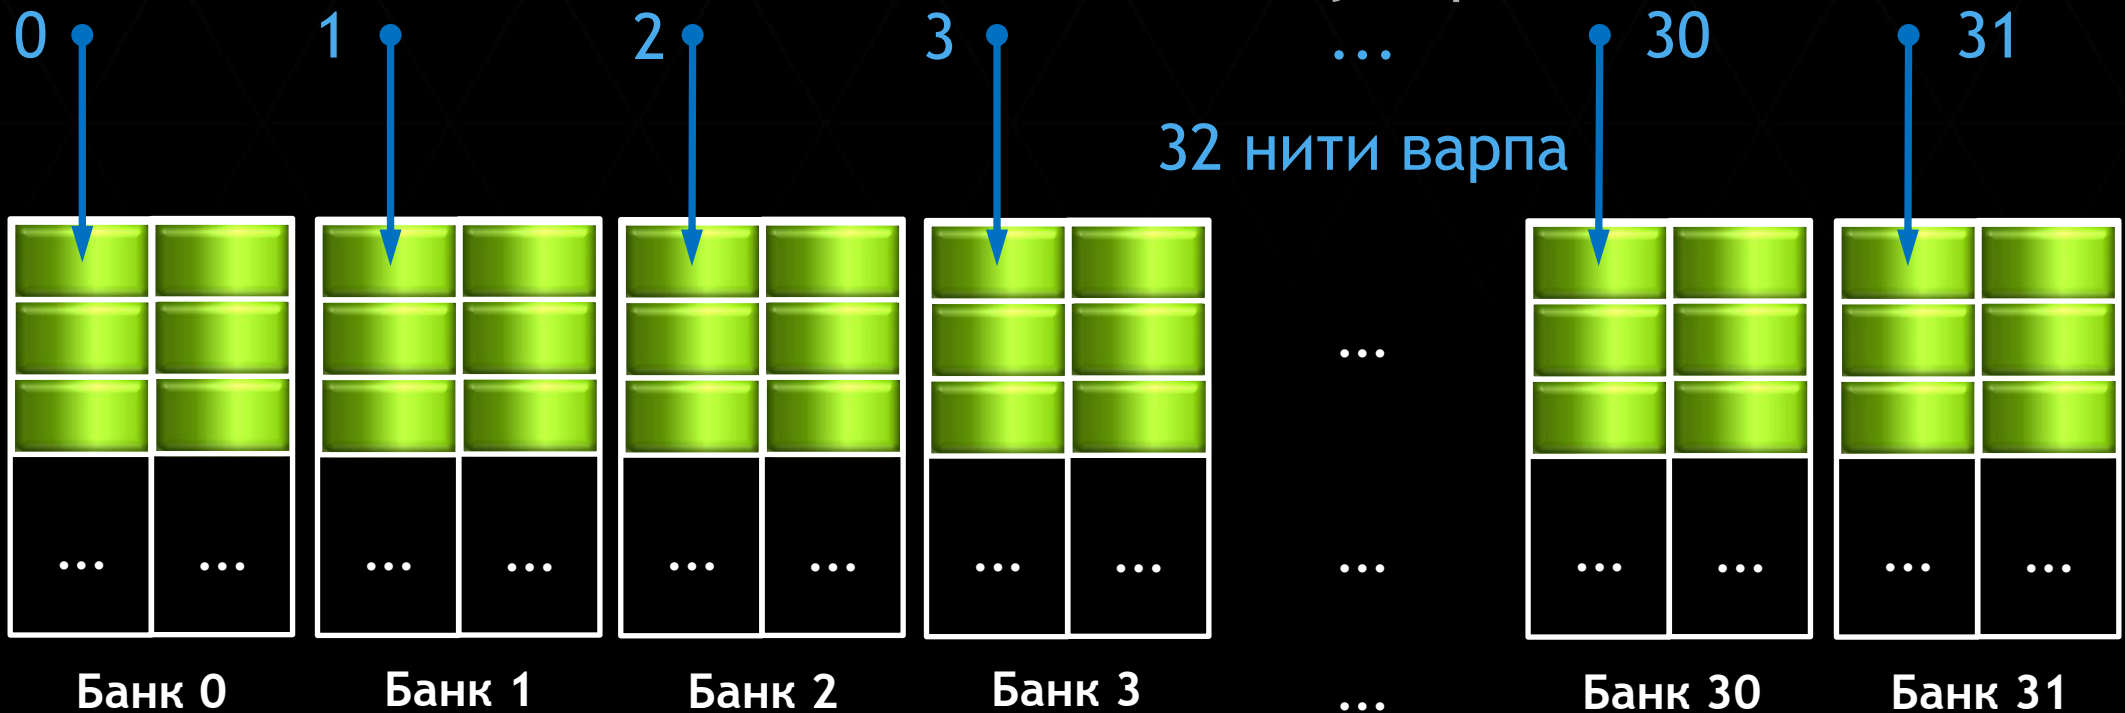 0 1 2 3 ... 30 31
32 нити варпа
...
... ... ... ... ... ... ... ... ... ... ... ... ...
Банк 0 Банк 1 Банк 2 Банк 3 ... Банк 30 Банк 31